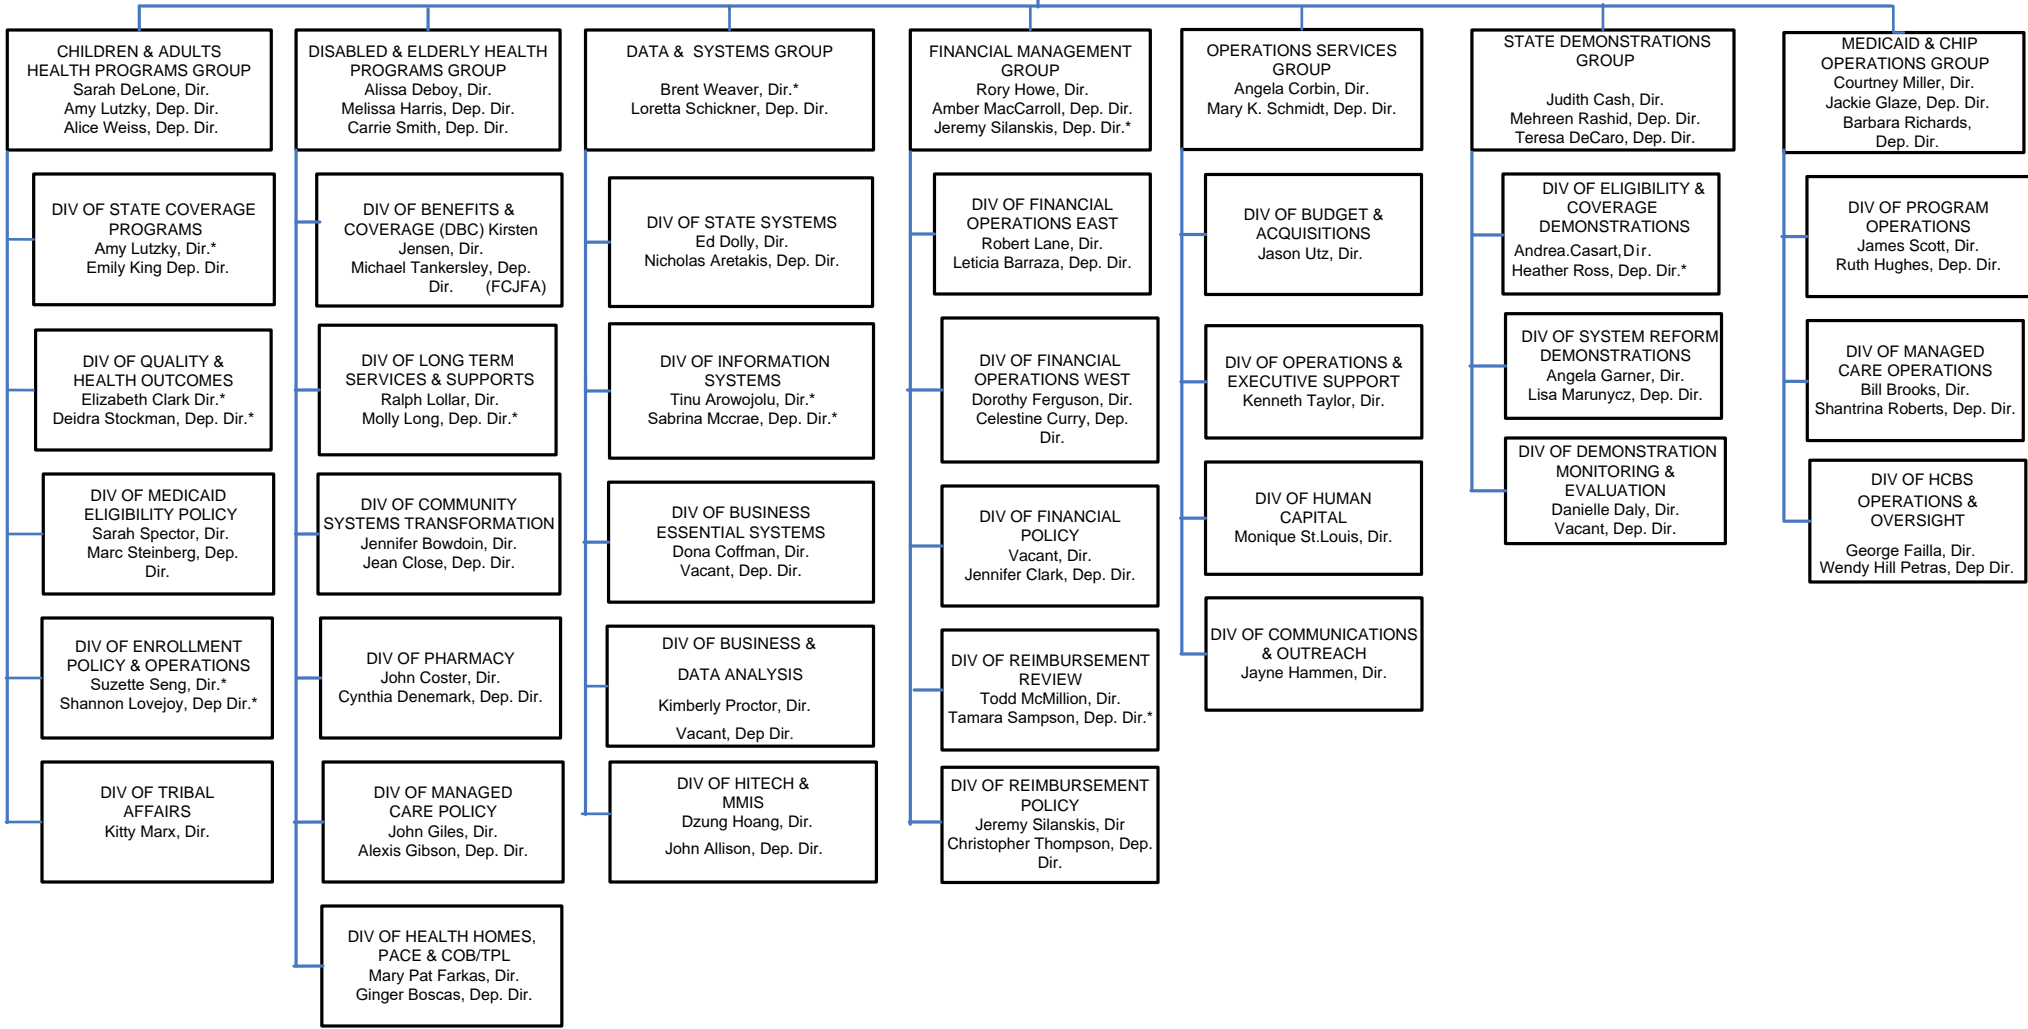 CHILDREN & ADULTS
HEALTH PROGRAMS GROUP
Sarah DeLone, Dir.
Amy Lutzky, Dep. Dir.
Alice Weiss, Dep. Dir.
DIV OF STATE COVERAGE
PROGRAMS
Amy Lutzky, Dir.*
Emily King Dep. Dir.
DIV OF QUALITY &
HEALTH OUTCOMES
Elizabeth Clark Dir.*
Deidra Stockman, Dep. Dir.*
DIV OF MEDICAID
ELIGIBILITY POLICY
Sarah Spector, Dir.
Marc Steinberg, Dep.
Dir.
DIV OF ENROLLMENT
POLICY & OPERATIONS
Suzette Seng, Dir.*
Shannon Lovejoy, Dep Dir.*
DIV OF TRIBAL
AFFAIRS
Kitty Marx, Dir.
DISABLED & ELDERLY HEALTH
PROGRAMS GROUP
Alissa Deboy, Dir.
Melissa Harris, Dep. Dir.
Carrie Smith, Dep. Dir.
DIV OF BENEFITS &
COVERAGE (DBC) Kirsten
Jensen, Dir.
Michael Tankersley, Dep.
Dir. (FCJFA)
DIV OF LONG TERM
SERVICES & SUPPORTS
Ralph Lollar, Dir.
Molly Long, Dep. Dir.*
DIV OF COMMUNITY
SYSTEMS TRANSFORMATION
Jennifer Bowdoin, Dir.
Jean Close, Dep. Dir.
DIV OF PHARMACY
John Coster, Dir.
Cynthia Denemark, Dep. Dir.
DIV OF MANAGED
CARE POLICY
John Giles, Dir.
Alexis Gibson, Dep. Dir.
DIV OF HEALTH HOMES,
PACE & COB/TPL
Mary Pat Farkas, Dir.
Ginger Boscas, Dep. Dir.
DATA & SYSTEMS GROUP
Brent Weaver, Dir.*
Loretta Schickner, Dep. Dir.
DIV OF STATE SYSTEMS
Ed Dolly, Dir.
Nicholas Aretakis, Dep. Dir.
DIV OF INFORMATION
SYSTEMS
Tinu Arowojolu, Dir.*
Sabrina Mccrae, Dep. Dir.*
DIV OF BUSINESS
ESSENTIAL SYSTEMS
Dona Coffman, Dir.
Vacant, Dep. Dir.
DIV OF BUSINESS &
DATA ANALYSIS
Kimberly Proctor, Dir.
Vacant, Dep Dir.
DIV OF HITECH &
MMIS
Dzung Hoang, Dir.
John Allison, Dep. Dir.
FINANCIAL MANAGEMENT
GROUP
Rory Howe, Dir.
Amber MacCarroll, Dep. Dir.
Jeremy Silanskis, Dep. Dir.*
DIV OF FINANCIAL
OPERATIONS EAST
Robert Lane, Dir.
Leticia Barraza, Dep. Dir.
DIV OF FINANCIAL
OPERATIONS WEST
Dorothy Ferguson, Dir.
Celestine Curry, Dep.
Dir.
DIV OF FINANCIAL
POLICY
Vacant, Dir.
Jennifer Clark, Dep. Dir.
DIV OF REIMBURSEMENT
REVIEW
Todd McMillion, Dir.
Tamara Sampson, Dep. Dir.*
DIV OF REIMBURSEMENT
POLICY
Jeremy Silanskis, Dir
Christopher Thompson, Dep.
Dir.
OPERATIONS SERVICES
GROUP
Angela Corbin, Dir.
Mary K. Schmidt, Dep. Dir.
DIV OF BUDGET &
ACQUISITIONS
Jason Utz, Dir.
DIV OF OPERATIONS &
EXECUTIVE SUPPORT
Kenneth Taylor, Dir.
DIV OF HUMAN
CAPITAL
Monique St.Louis, Dir.
DIV OF COMMUNICATIONS
& OUTREACH
Jayne Hammen, Dir.
STATE DEMONSTRATIONS
GROUP
Judith Cash, Dir.
Mehreen Rashid, Dep. Dir.
Teresa DeCaro, Dep. Dir.
DIV OF ELIGIBILITY &
COVERAGE
DEMONSTRATIONS
Andrea.Casart,Dir.
Heather Ross, Dep. Dir.*
DIV OF SYSTEM REFORM
DEMONSTRATIONS
Angela Garner, Dir.
Lisa Marunycz, Dep. Dir.
DIV OF DEMONSTRATION
MONITORING &
EVALUATION
Danielle Daly, Dir.
Vacant, Dep. Dir.
MEDICAID & CHIP
OPERATIONS GROUP
Courtney Miller, Dir.
Jackie Glaze, Dep. Dir.
Barbara Richards,
Dep. Dir.
DIV OF PROGRAM
OPERATIONS
James Scott, Dir.
Ruth Hughes, Dep. Dir.
DIV OF MANAGED
CARE OPERATIONS
Bill Brooks, Dir.
Shantrina Roberts, Dep. Dir.
DIV OF HCBS
OPERATIONS &
OVERSIGHT
George Failla, Dir.
Wendy Hill Petras, Dep Dir.